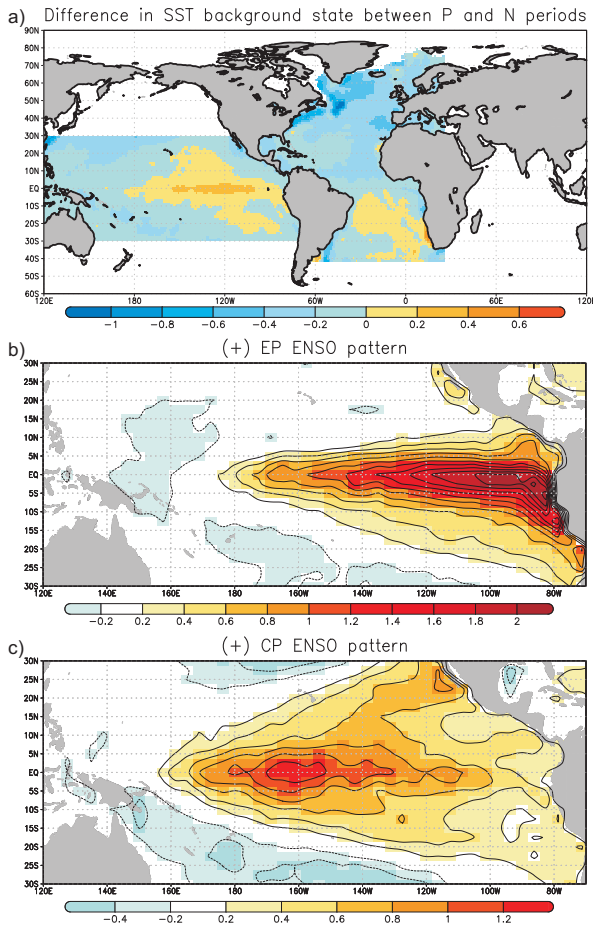 a) Difference in SST background state between P and N periods
90N
80N
70N
60N
50N
40N
30N
20N
10N
EQ
10S
20S
30S
40S
50S
60S
120E 180 120W 60W 0 60E 120E
−1 −0.8 −0.6 −0.4 −0.2 0 0.2 0.4 0.6
b) (+) EP ENSO pattern
30N
25N
20N
15N
10N
5N
EQ
5S
10S
15S
20S
25S
30S
120E 140E 160E 180 160W 140W 120W 100W 80W
−0.2 0.2 0.4 0.6 0.8 1 1.2 1.4 1.6 1.8 2
c) (+) CP ENSO pattern
30N
25N
20N
15N
10N
5N
EQ
5S
10S
15S
20S
25S
30S
120E 140E 160E 180 160W 140W 120W 100W 80W
−0.4 −0.2 0.2 0.4 0.6 0.8 1 1.2